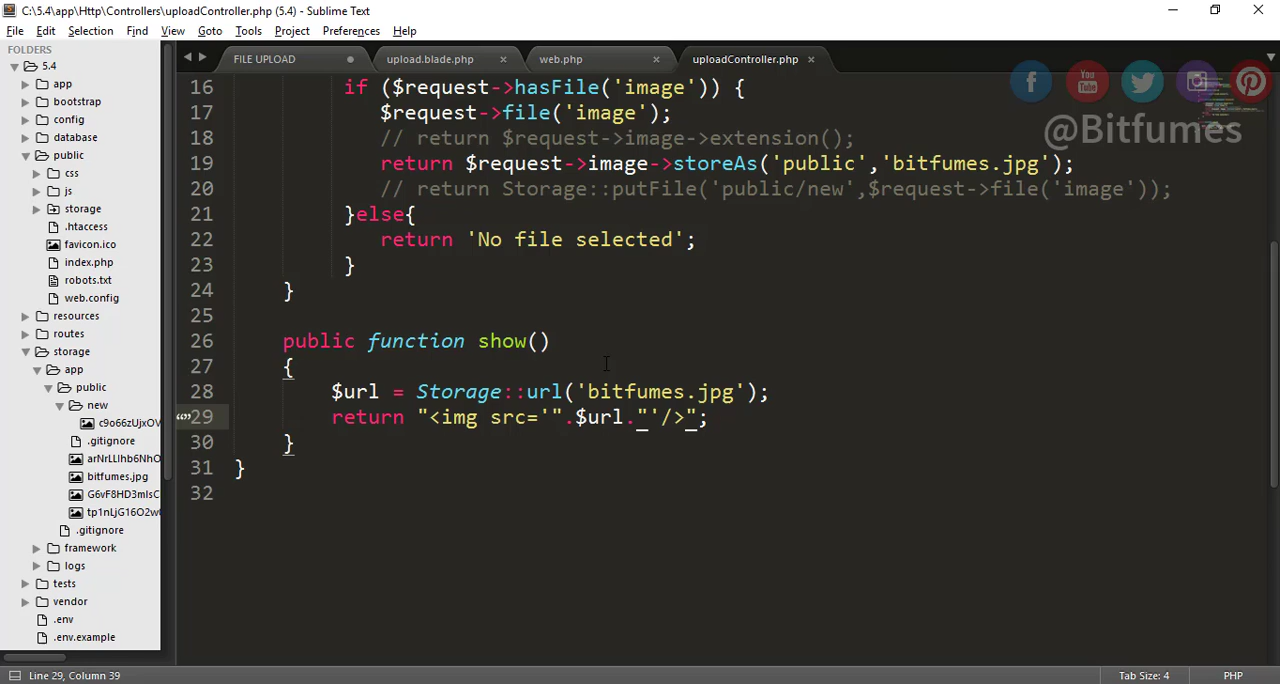 C:\5.4\app\Http\Controllers\uploadController.php (5.4) - Sublime Text
File Edit Selection Find View Goto Tools Project Preferences Help
FOLDERS
5.4
app
bootstrap
config
database
public
css
js
storage
.htaccess
favicon.ico
index.php
robots.txt
web.config
resources
routes
storage
app
public
new
c9o66zUjxOV
.gitignore
arNrLLIhb6NhO
bitfumes.jpg
G6vF8HD3mIsC
tp1nLjG16O2w
.gitignore
framework
logs
tests
vendor
.env
.env.example
FILE UPLOAD upload.blade.php web.php uploadController.php
You Tube
@Bitfumes
16 if ($request->hasFile('image')) {
17 $request->file('image');
18 // return $request->image->extension();
19 return $request->image->storeAs('public','bitfumes.jpg');
20 // return Storage::putFile('public/new',$request->file('image'));
21 }else{
22 return 'No file selected';
23 }
24 }
25
26 public function show()
27 {
28 $url = Storage::url('bitfumes.jpg');
29 return "<img src='".$url."'/>";
30 }
31 }
32
Line 29, Column 39 Tab Size: 4 PHP